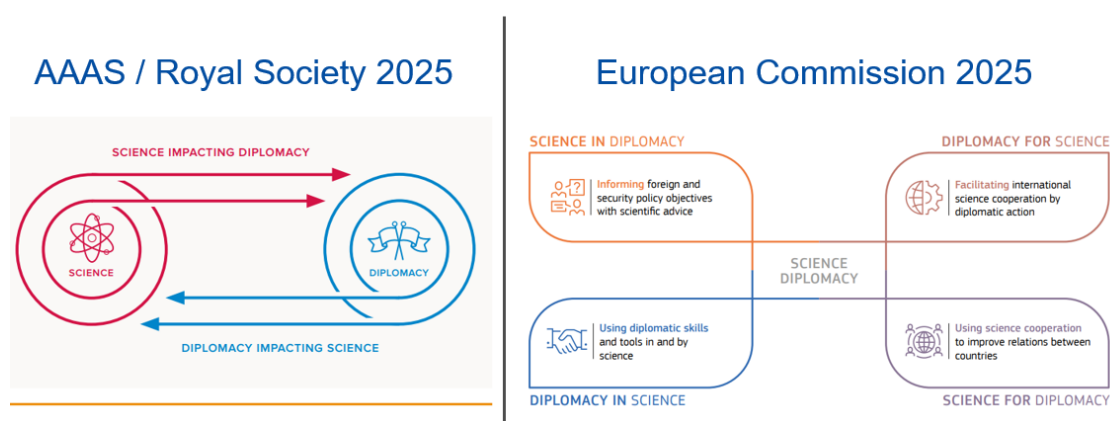 AAAS / Royal Society 2025
SCIENCE IMPACTING DIPLOMACY
SCIENCE
DIPLOMACY
DIPLOMACY IMPACTING SCIENCE
European Commission 2025
SCIENCE IN DIPLOMACY
Informing foreign and
security policy objectives
with scientific advice
DIPLOMACY FOR SCIENCE
Facilitating international
science cooperation by
diplomatic action
SCIENCE
DIPLOMACY
Using diplomatic skills
and tools in and by
science
DIPLOMACY IN SCIENCE
Using science cooperation
to improve relations between
countries
SCIENCE FOR DIPLOMACY